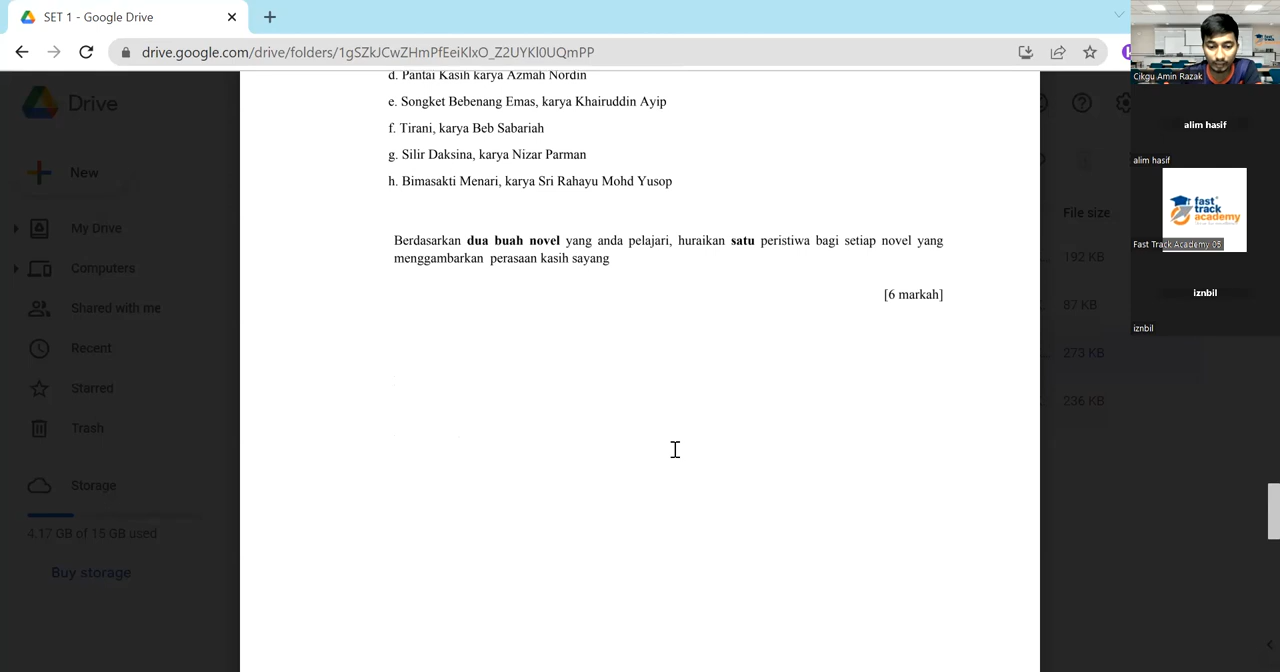 SET 1 - Google Drive
drive.google.com/drive/folders/1gSZkJCwZHmPfEeiKlxO_Z2UYKl0UQmPP
Drive
New
My Drive
Computers
Shared with me
Recent
Starred
Trash
Storage
4.17 GB of 15 GB used
Buy storage
d. Pantai Kasih karya Azmah Nordin
e. Songket Bebenang Emas, karya Khairuddin Ayip
f. Tirani, karya Beb Sabariah
g. Silir Daksina, karya Nizar Parman
h. Bimasakti Menari, karya Sri Rahayu Mohd Yusop
Berdasarkan dua buah novel yang anda pelajari, huraikan satu peristiwa bagi setiap novel yang
menggambarkan perasaan kasih sayang
[6 markah]
File size
192 KB
87 KB
273 KB
236 KB
Cikgu Amin Razak
alim hasif
alim hasif
fast
track
academy
Fast Track Academy 05
iznbil
iznbil